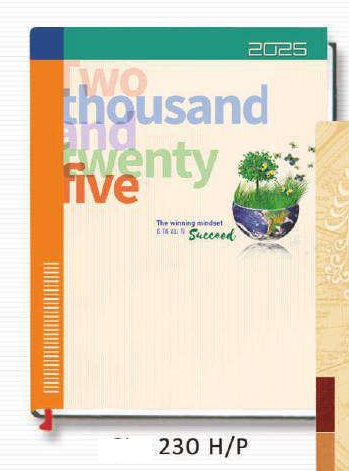 2025
Two
thousand
and
twenty
five
The winning mindset
Succeed
230 H/P